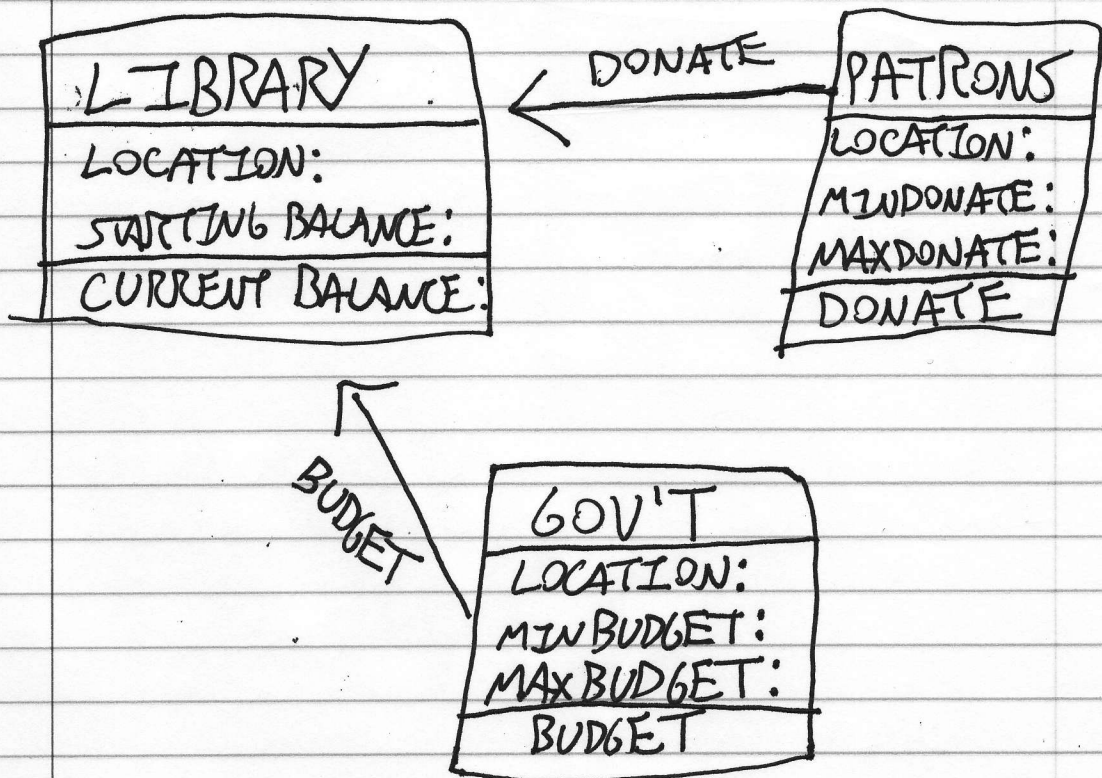 LIBRARY
LOCATION:
STARTING BALANCE:
CURRENT BALANCE:
DONATE
PATRONS
LOCATION:
MINDONATE:
MAXDONATE:
DONATE
BUDGET
GOV'T
LOCATION:
MINBUDGET:
MAXBUDGET:
BUDGET